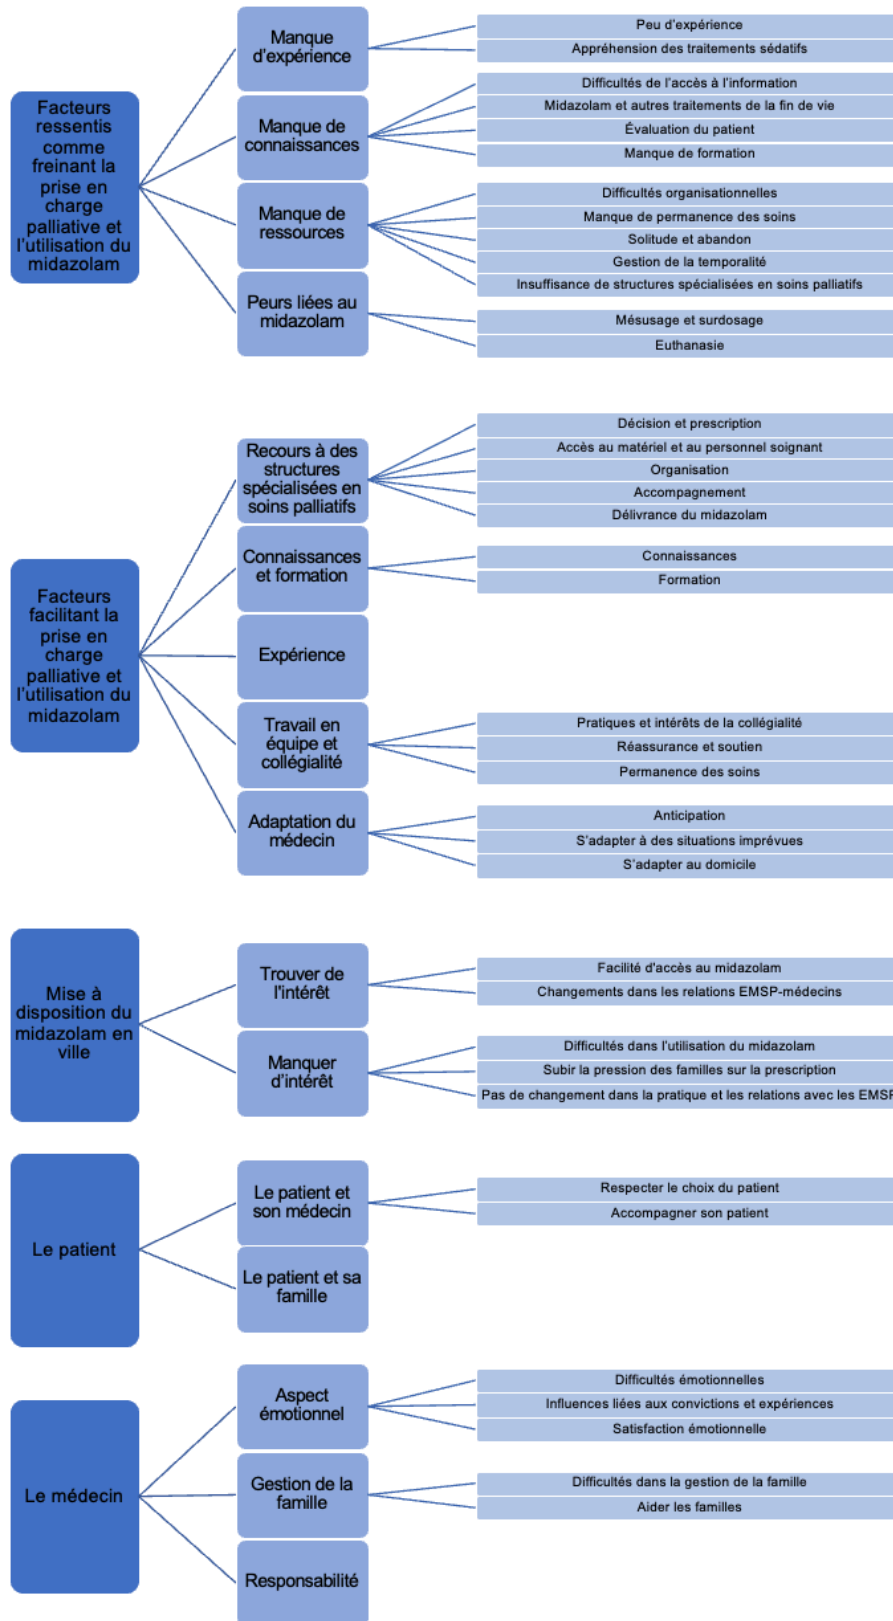 Facteurs
ressentis
comme
freinant la
prise en
charge
palliative et
l'utilisation du
midazolam
Manque
d'expérience
Peu d'expérience
Appréhension des traitements sédatifs
Manque de
connaissances
Difficultés de l'accès à l'information
Midazolam et autres traitements de la fin de vie
Évaluation du patient
Manque de formation
Manque de
ressources
Difficultés organisationnelles
Manque de permanence des soins
Solitude et abandon
Gestion de la temporalité
Insuffisance de structures spécialisées en soins palliatifs
Peurs liées au
midazolam
Mésusage et surdosage
Euthanasie
Facteurs
facilitant la
prise en
charge
palliative et
l'utilisation du
midazolam
Recours à des
structures
spécialisées en
soins palliatifs
Décision et prescription
Accès au matériel et au personnel soignant
Organisation
Accompagnement
Délivrance du midazolam
Connaissances
et formation
Connaissances
Formation
Expérience
Travail en
équipe et
collégialité
Pratiques et intérêts de la collégialité
Réassurance et soutien
Permanence des soins
Adaptation du
médecin
Anticipation
S'adapter à des situations imprévues
S'adapter au domicile
Mise à
disposition du
midazolam en
ville
Trouver de
l'intérêt
Facilité d'accès au midazolam
Changements dans les relations EMSP-médecins
Manquer
d'intérêt
Difficultés dans l'utilisation du midazolam
Subir la pression des familles sur la prescription
Pas de changement dans la pratique et les relations avec les EMSP
Le patient
Le patient et
son médecin
Respecter le choix du patient
Accompagner son patient
Le patient et sa
famille
Le médecin
Aspect
émotionnel
Difficultés émotionnelles
Influences liées aux convictions et expériences
Satisfaction émotionnelle
Gestion de la
famille
Difficultés dans la gestion de la famille
Aider les familles
Responsabilité